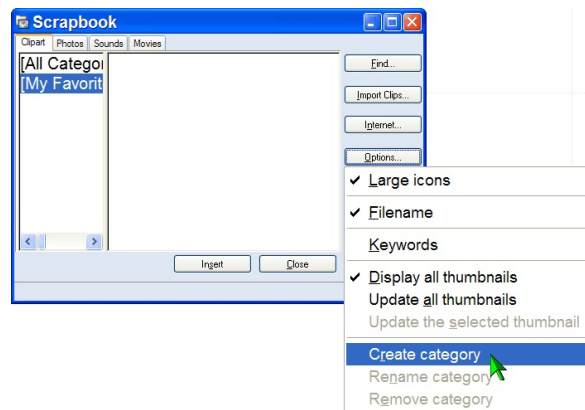 Scrapbook
Clipart Photos Sounds Movies
[All Categor
[My Favorit
Find...
Import Clips...
Internet...
Options...
Insert Close
✔ Large icons
✔ Filename
Keywords
✔ Display all thumbnails
Update all thumbnails
Update the selected thumbnail
Create category
Rename category
Remove category